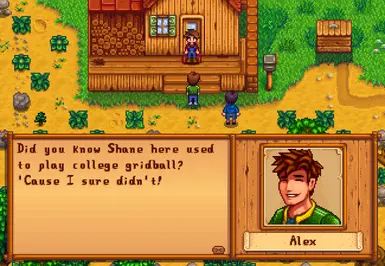 Did you know Shane here used
to play college gridball?
'Cause I sure didn't!
Alex